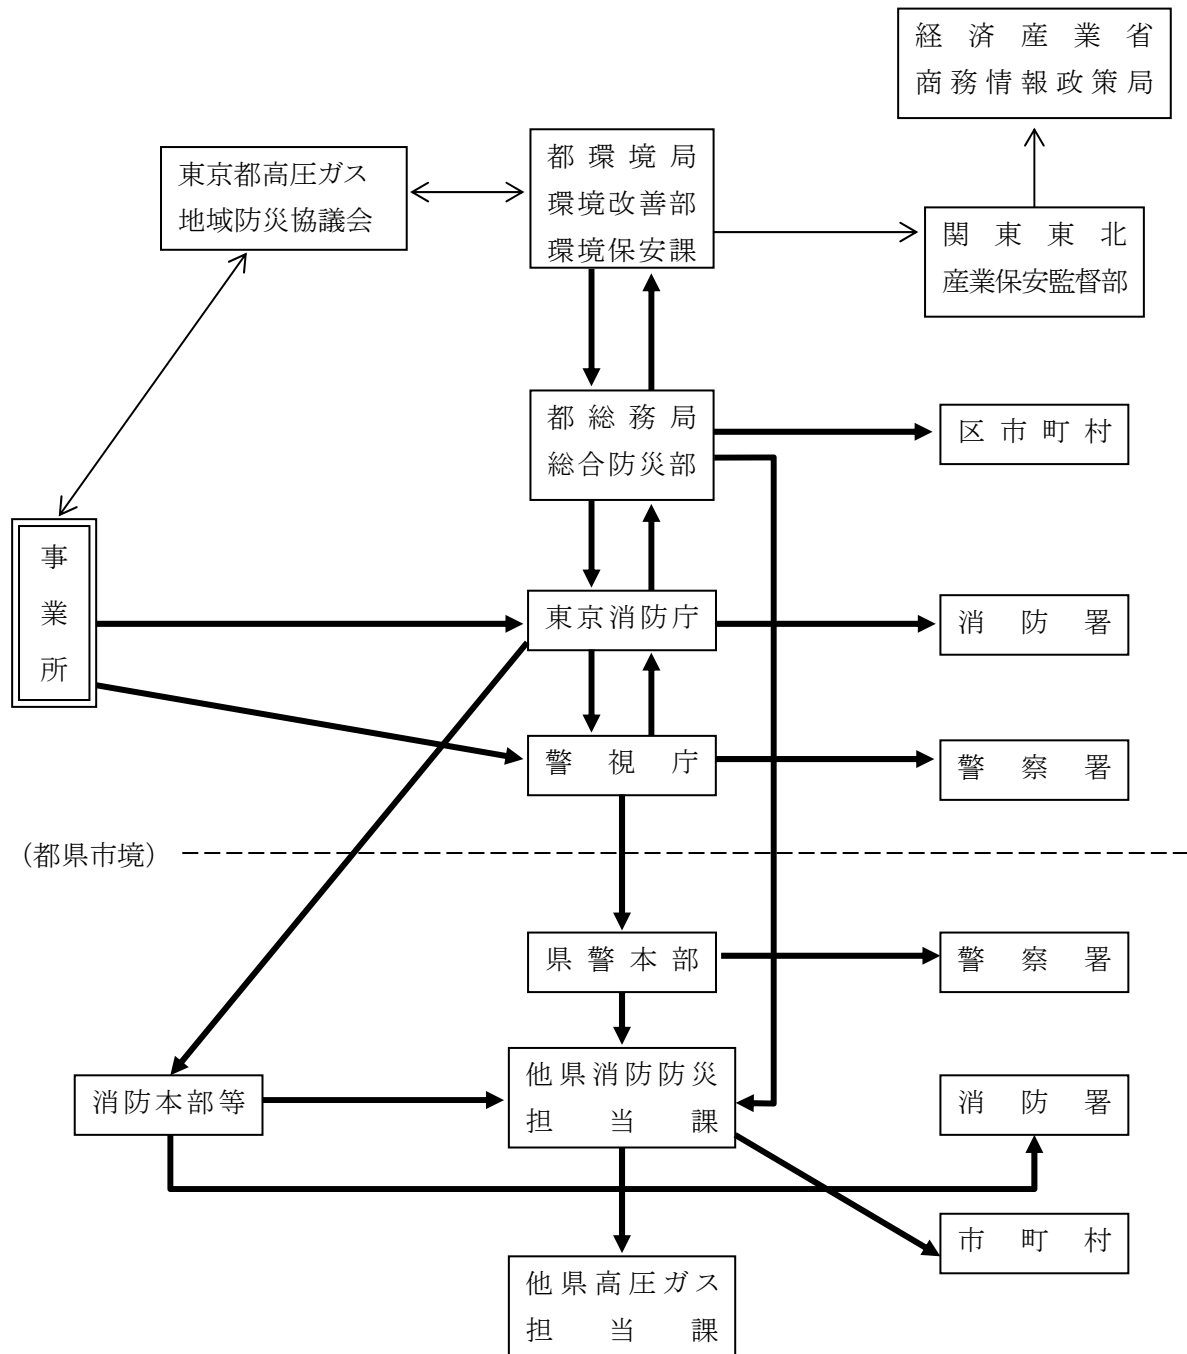 経済産業省
商務情報政策局
都環境局
環境改善部
環境保安課
東京都高圧ガス
地域防災協議会
関東東北
産業保安監督部
都総務局
総合防災部
区市町村
事業所
東京消防庁
消防署
警視庁
警察署
（都県市境）
県警本部
警察署
他県消防防災
担当課
消防本部等
消防署
市町村
他県高圧ガス
担当課